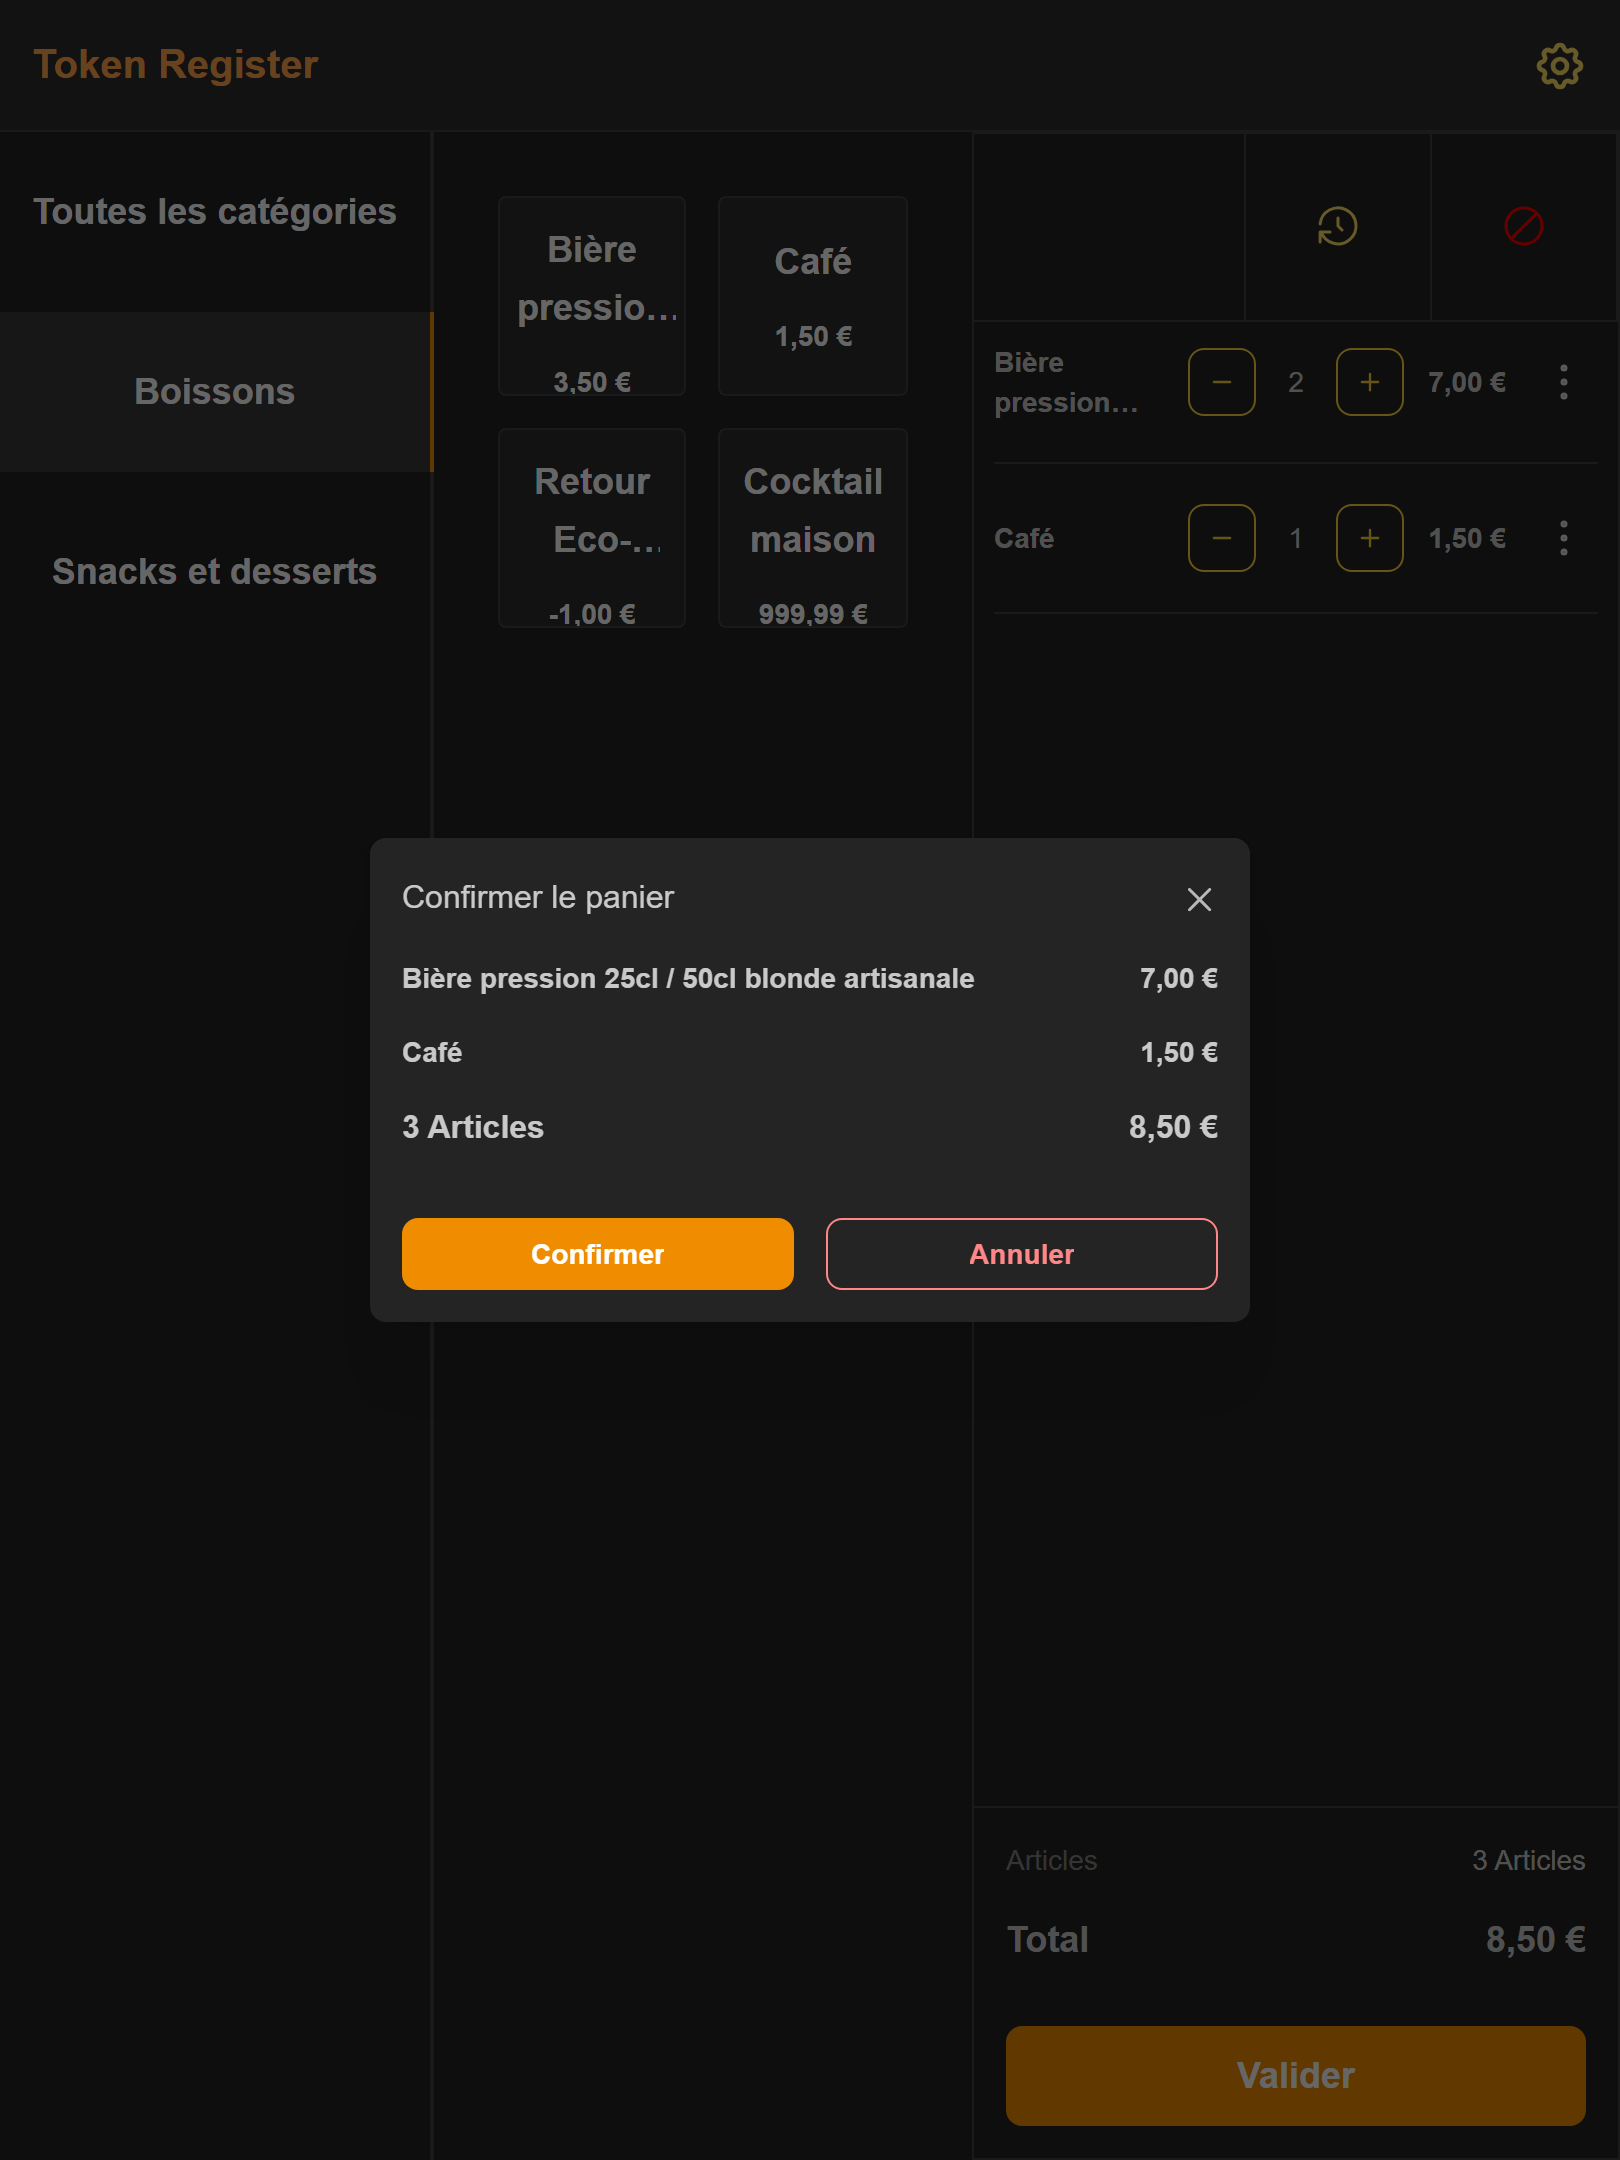 Token Register
Toutes les catégories
Boissons
Snacks et desserts
Bière
pressio...
3,50 €
Café
1,50 €
Retour
Eco-...
-1,00 €
Cocktail
maison
999,99 €
Bière
pression...
2
7,00 €
Café
1
1,50 €
Confirmer le panier
Bière pression 25cl / 50cl blonde artisanale 7,00 €
Café 1,50 €
3 Articles 8,50 €
Confirmer Annuler
Articles 3 Articles
Total 8,50 €
Valider